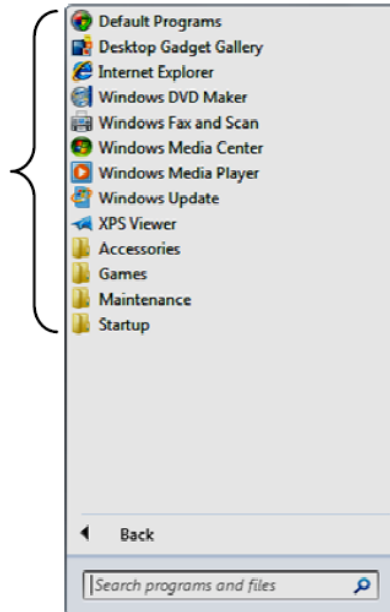 Default Programs
Desktop Gadget Gallery
Internet Explorer
Windows DVD Maker
Windows Fax and Scan
Windows Media Center
Windows Media Player
Windows Update
XPS Viewer
Accessories
Games
Maintenance
Startup
Back
Search programs and files